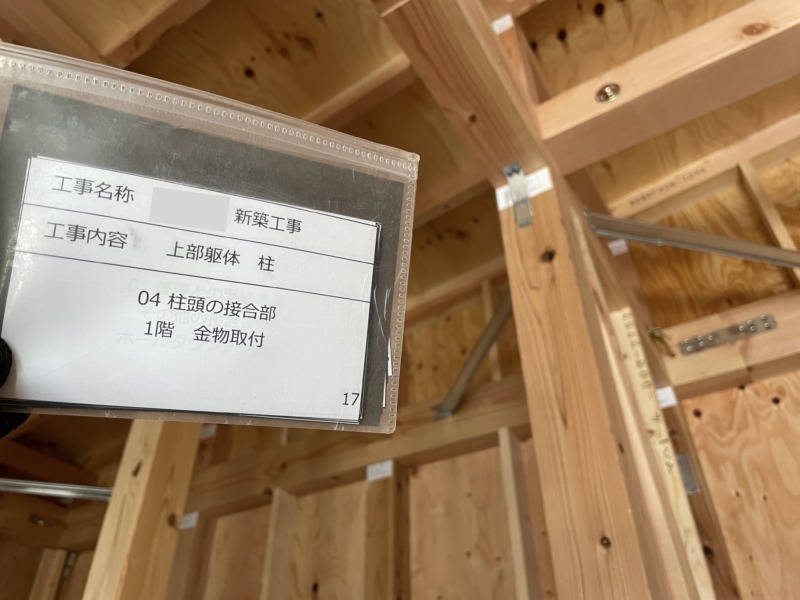 工事名称 新築工事
工事内容 上部躯体 柱
04 柱頭の接合部
1階 金物取付
17